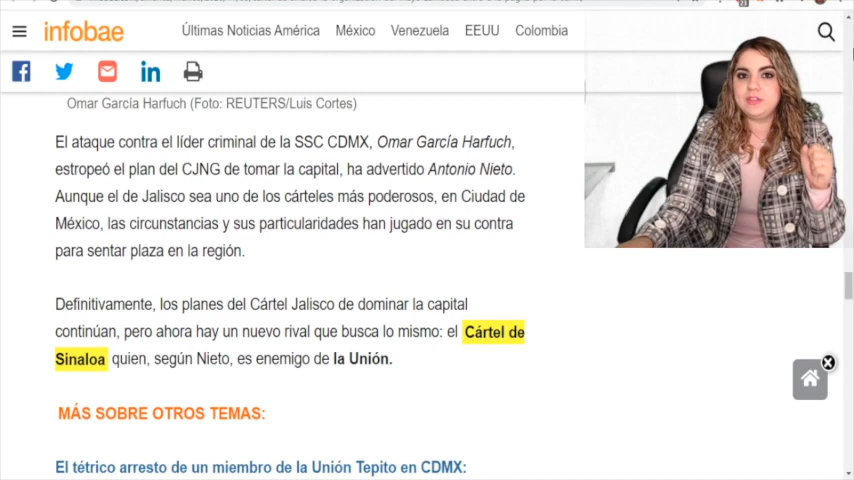 infobae
Últimas Noticias América México Venezuela EEUU Colombia
Omar García Harfuch (Foto: REUTERS/Luis Cortes)
El ataque contra el líder criminal de la SSC CDMX, Omar García Harfuch,
estropeó el plan del CJNG de tomar la capital, ha advertido Antonio Nieto.
Aunque el de Jalisco sea uno de los cárteles más poderosos, en Ciudad de
México, las circunstancias y sus particularidades han jugado en su contra
para sentar plaza en la región.
Definitivamente, los planes del Cártel Jalisco de dominar la capital
continúan, pero ahora hay un nuevo rival que busca lo mismo: el Cártel de
Sinaloa quien, según Nieto, es enemigo de la Unión.
MÁS SOBRE OTROS TEMAS:
El tétrico arresto de un miembro de la Unión Tepito en CDMX: